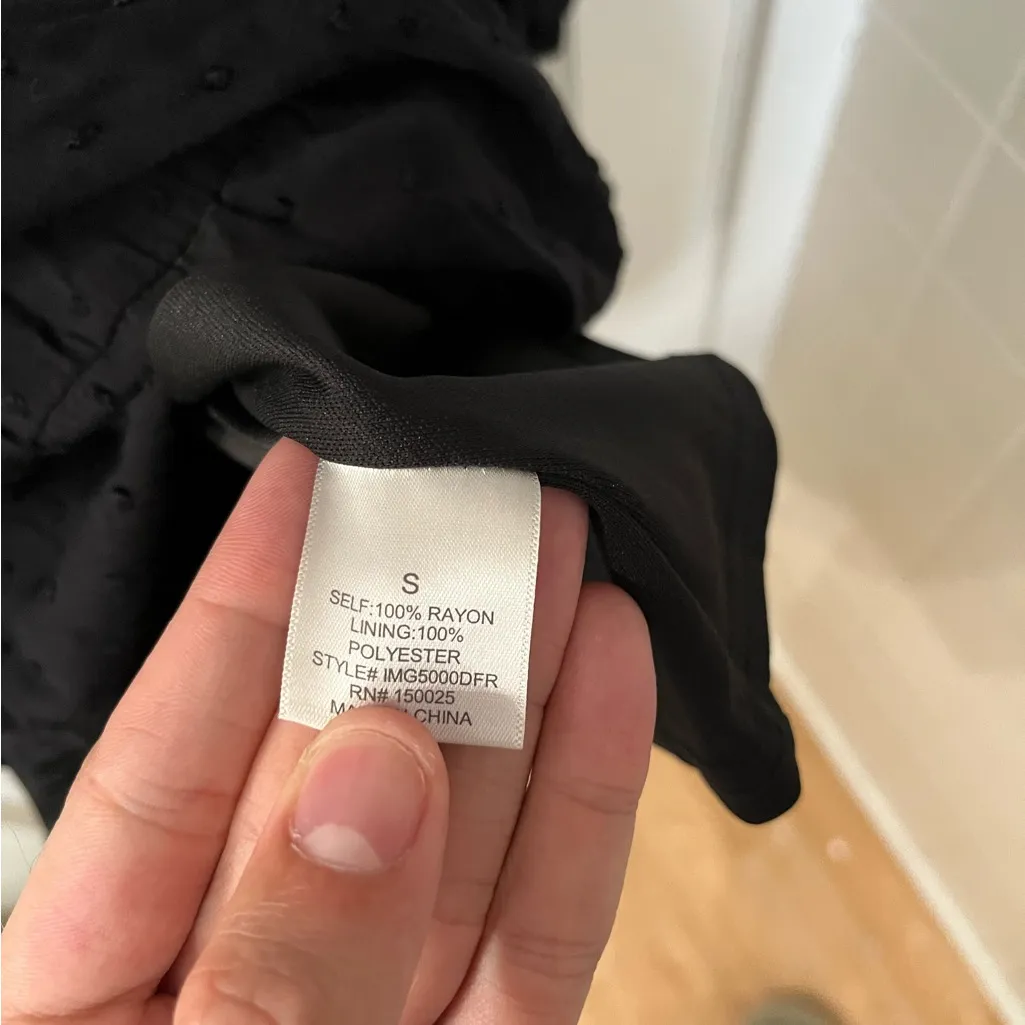 S
SELF:100% RAYON
LINING:100%
POLYESTER
STYLE# IMG5000DFR
RN# 150025
CHINA